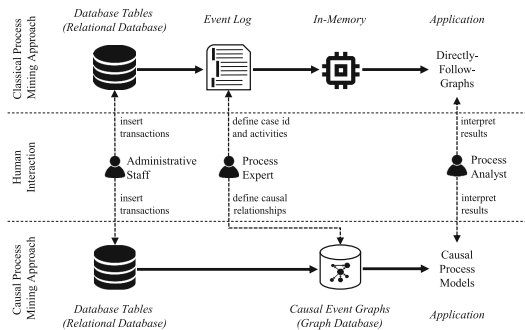 Database Tables
(Relational Database)
Event Log
In-Memory
Application
Classical Process
Mining Approach
Directly-
Follow-
Graphs
insert
transactions
define case id
and activities
interpret
results
Human
Interaction
Administrative
Staff
Process
Expert
Process
Analyst
insert
transactions
define causal
relationships
interpret
results
Causal Process
Mining Approach
Causal
Process
Models
Database Tables
(Relational Database)
Causal Event Graphs
(Graph Database)
Application